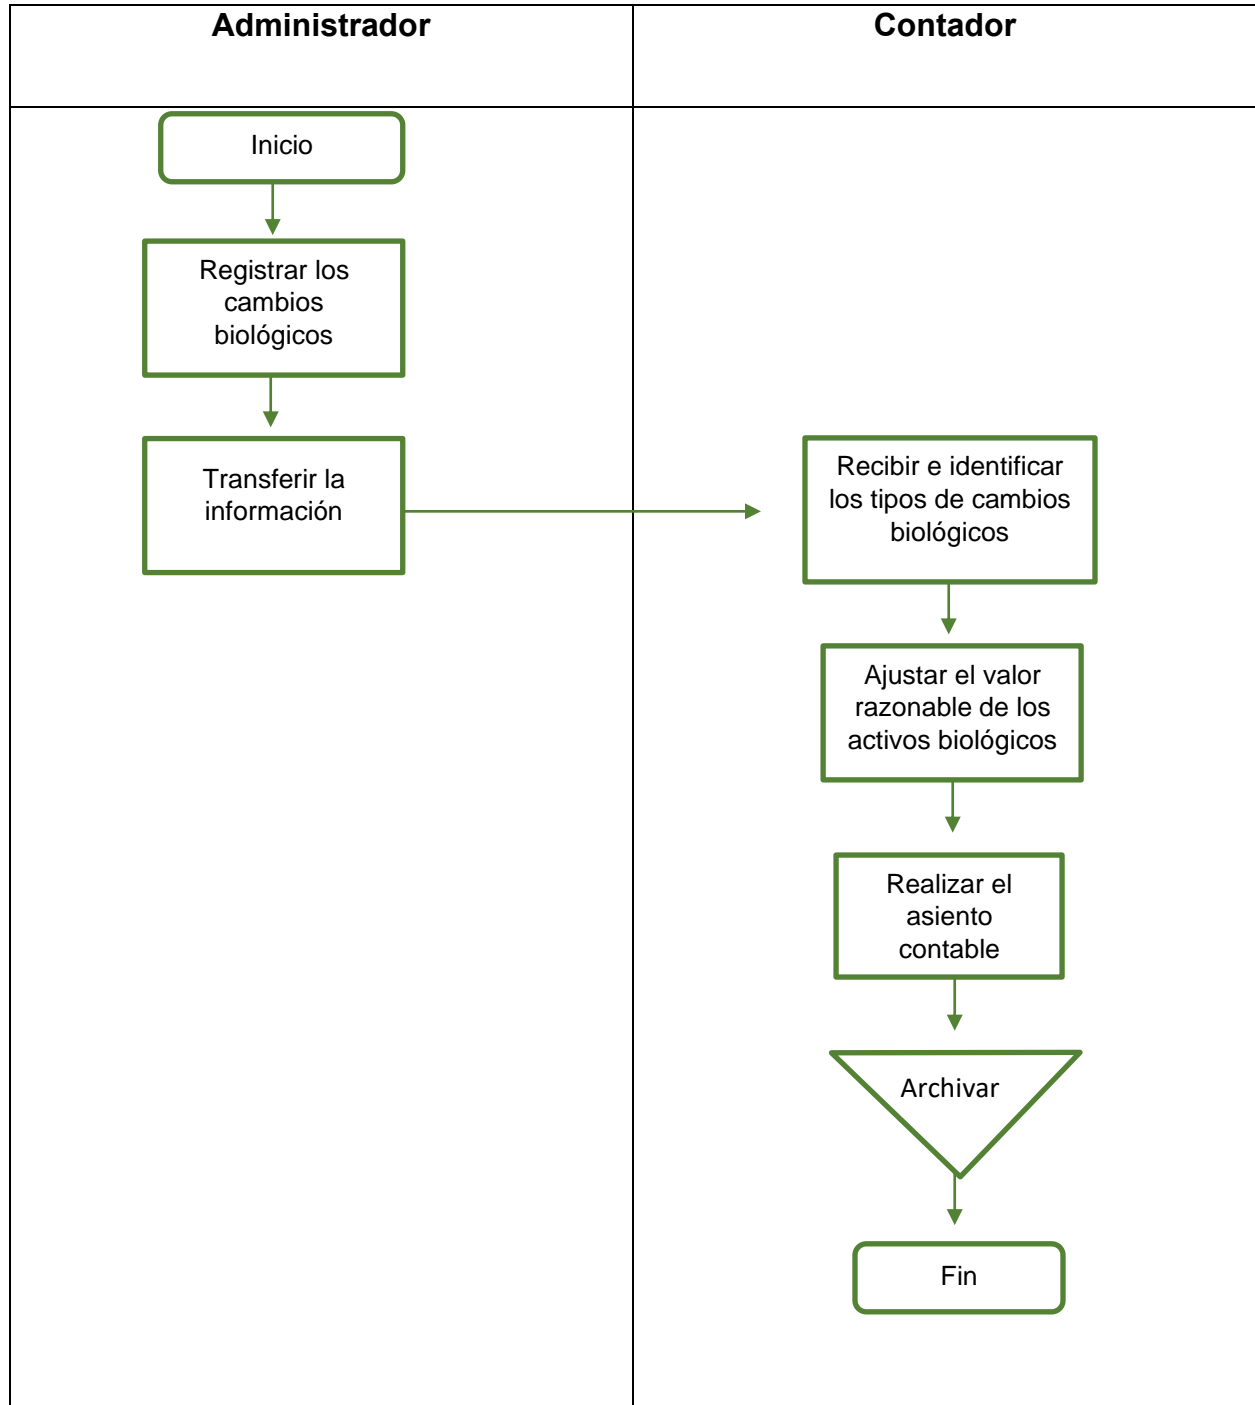 Administrador
Contador
Inicio
Registrar los
cambios
biológicos
Transferir la
información
Recibir e identificar
los tipos de cambios
biológicos
Ajustar el valor
razonable de los
activos biológicos
Realizar el
asiento
contable
Archivar
Fin